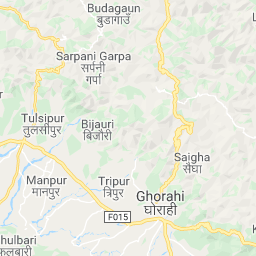 Budagaun
बुडागाउँ
Sarpani Garpa
सर्पनी
गर्पा
Tulsipur
तुलसीपुर
Bijauri
बिजौरी
Saigha
सैघा
Manpur
मानपुर
Tripur
त्रिपुर
Ghorahi
घोराही
F015
hulbari
फूलबारी
K